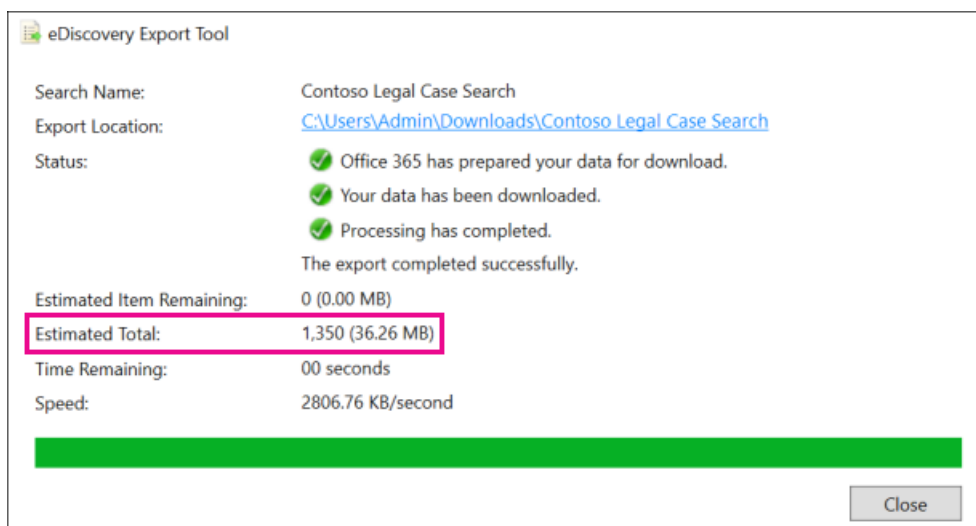 eDiscovery Export Tool
Search Name: Contoso Legal Case Search
Export Location: C:\Users\Admin\Downloads\Contoso Legal Case Search
Status: Office 365 has prepared your data for download.
Your data has been downloaded.
Processing has completed.
The export completed successfully.
Estimated Item Remaining: 0 (0.00 MB)
Estimated Total: 1,350 (36.26 MB)
Time Remaining: 00 seconds
Speed: 2806.76 KB/second
Close